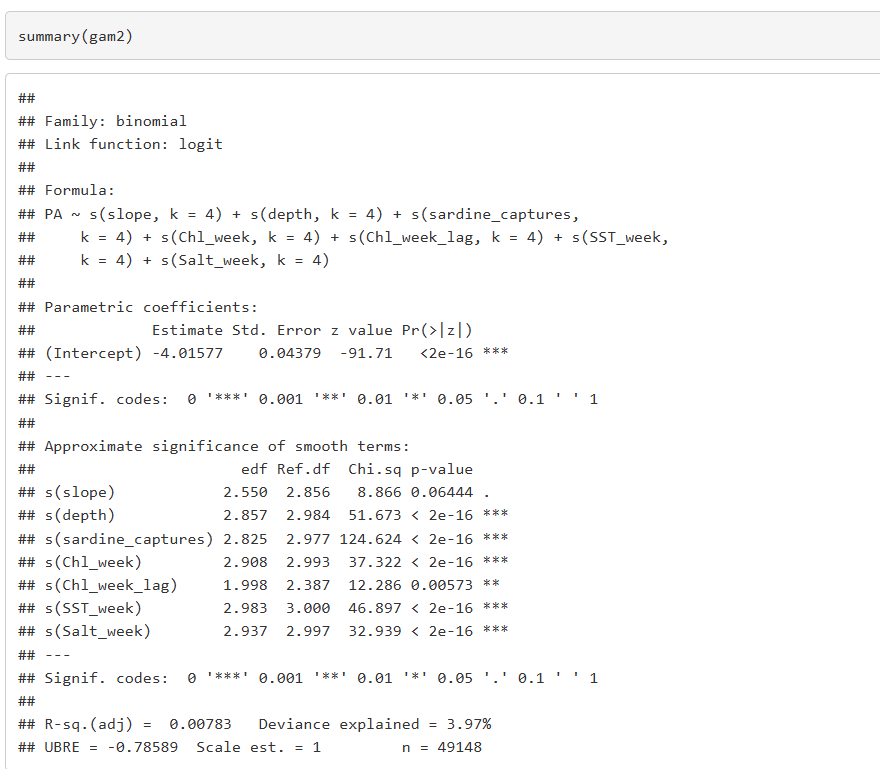 summary(gam2)
##
## Family: binomial
## Link function: logit
##
## Formula:
## PA ~ s(slope, k = 4) + s(depth, k = 4) + s(sardine_captures,
##     k = 4) + s(Chl_week, k = 4) + s(Chl_week_lag, k = 4) + s(SST_week,
##     k = 4) + s(Salt_week, k = 4)
##
## Parametric coefficients:
##             Estimate Std. Error z value Pr(>|z|)
## (Intercept) -4.01577    0.04379  -91.71   <2e-16 ***
## ---
## Signif. codes:  0 '***' 0.001 '**' 0.01 '*' 0.05 '.' 0.1 ' ' 1
##
## Approximate significance of smooth terms:
##                       edf Ref.df  Chi.sq p-value
## s(slope)            2.550  2.856   8.866 0.06444 .
## s(depth)            2.857  2.984  51.673 < 2e-16 ***
## s(sardine_captures) 2.825  2.977 124.624 < 2e-16 ***
## s(Chl_week)         2.908  2.993  37.322 < 2e-16 ***
## s(Chl_week_lag)     1.998  2.387  12.286 0.00573 **
## s(SST_week)         2.983  3.000  46.897 < 2e-16 ***
## s(Salt_week)        2.937  2.997  32.939 < 2e-16 ***
## ---
## Signif. codes:  0 '***' 0.001 '**' 0.01 '*' 0.05 '.' 0.1 ' ' 1
##
## R-sq.(adj) =  0.00783   Deviance explained = 3.97%
## UBRE = -0.78589  Scale est. = 1         n = 49148